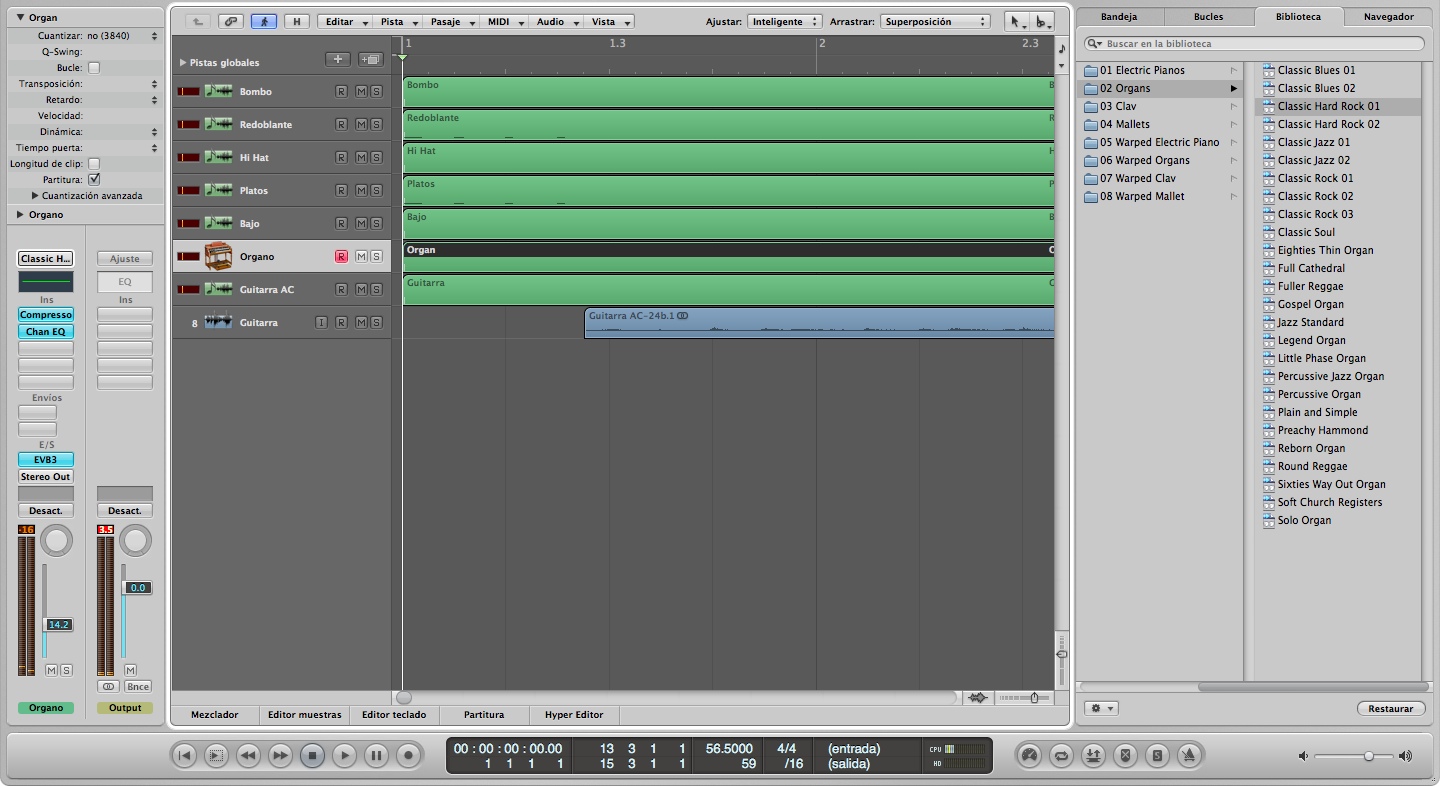 Organ
Cuantizar: no (3840)
Q-Swing:
Bucle:
Transposición:
Retardo:
Velocidad:
Dinámica:
Tiempo puerta:
Longitud de clip:
Partitura:
Cuantización avanzada
Organo
Classic H...
Ajuste
EQ
Ins
Ins
Compresso
Chan EQ
Envíos
E/S
EVB3
Stereo Out
Desact.
Desact.
-16
3.5
0.0
14.2
M S
M
Bnce
Organo
Output
H
Editar
Pista
Pasaje
MIDI
Audio
Vista
Ajustar: Inteligente
Arrastrar: Superposición
Pistas globales
1
1.3
2
2.3
Bombo R M S
Redoblante R M S
Hi Hat R M S
Platos R M S
Bajo R M S
Organo R M S
Guitarra AC R M S
8 Guitarra I R M S
Bombo
Redoblante
Hi Hat
Platos
Bajo
Organ
Guitarra
Guitarra AC-24b.1
Mezclador
Editor muestras
Editor teclado
Partitura
Hyper Editor
Bandeja
Bucles
Biblioteca
Navegador
Buscar en la biblioteca
01 Electric Pianos
02 Organs
03 Clav
04 Mallets
05 Warped Electric Piano
06 Warped Organs
07 Warped Clav
08 Warped Mallet
Classic Blues 01
Classic Blues 02
Classic Hard Rock 01
Classic Hard Rock 02
Classic Jazz 01
Classic Jazz 02
Classic Rock 01
Classic Rock 02
Classic Rock 03
Classic Soul
Eighties Thin Organ
Full Cathedral
Fuller Reggae
Gospel Organ
Jazz Standard
Legend Organ
Little Phase Organ
Percussive Jazz Organ
Percussive Organ
Plain and Simple
Preachy Hammond
Reborn Organ
Round Reggae
Sixties Way Out Organ
Soft Church Registers
Solo Organ
Restaurar
00 : 00 : 00 : 00.00
1 1 1 1
13 3 1 1
15 3 1 1
56.5000
59
4/4
/16
(entrada)
(salida)
CPU
HD
S